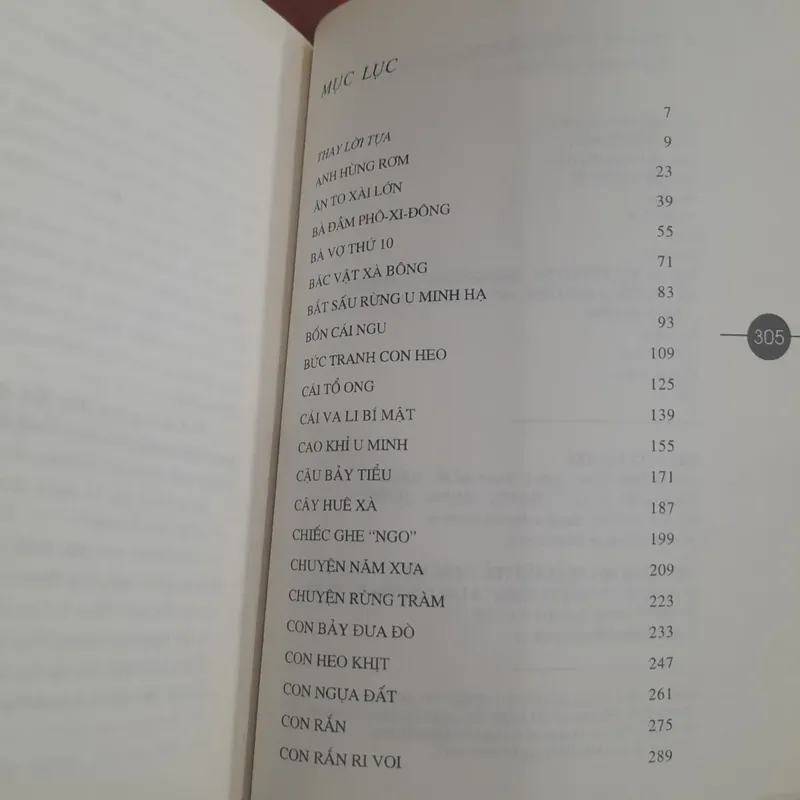 MỤC LỤC
THAY LỜI TỰA 7
ANH HÙNG RƠM 9
ĂN TO XÀI LỚN 23
BÀ ĐẦM PHÔ-XI-ĐÔNG 39
BÀ VỢ THỨ 10 55
BÁC VẬT XÀ BÔNG 71
BẮT SẤU RỪNG U MINH HẠ 83
BỐN CÁI NGU 93
BỨC TRANH CON HEO 109
CÁI TỔ ONG 125
CÁI VA LI BÍ MẬT 139
CAO KHỈ U MINH 155
CẬU BẢY TIỂU 171
CÂY HUÊ XÀ 187
CHIẾC GHE “NGO” 199
CHUYỆN NĂM XƯA 209
CHUYỆN RỪNG TRÀM 223
CON BẢY ĐƯA ĐÒ 233
CON HEO KHỊT 247
CON NGỰA ĐẤT 261
CON RẮN 275
CON RẮN RI VOI 289
305